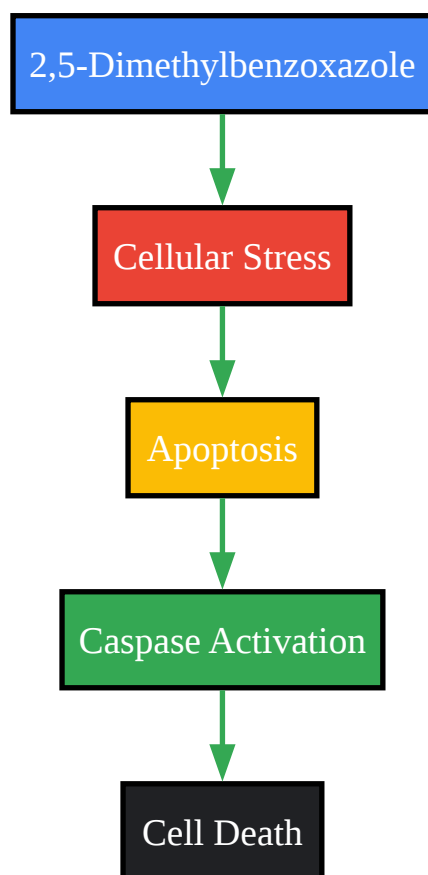 2,5-Dimethylbenzoxazole
Cellular Stress
Apoptosis
Caspase Activation
Cell Death